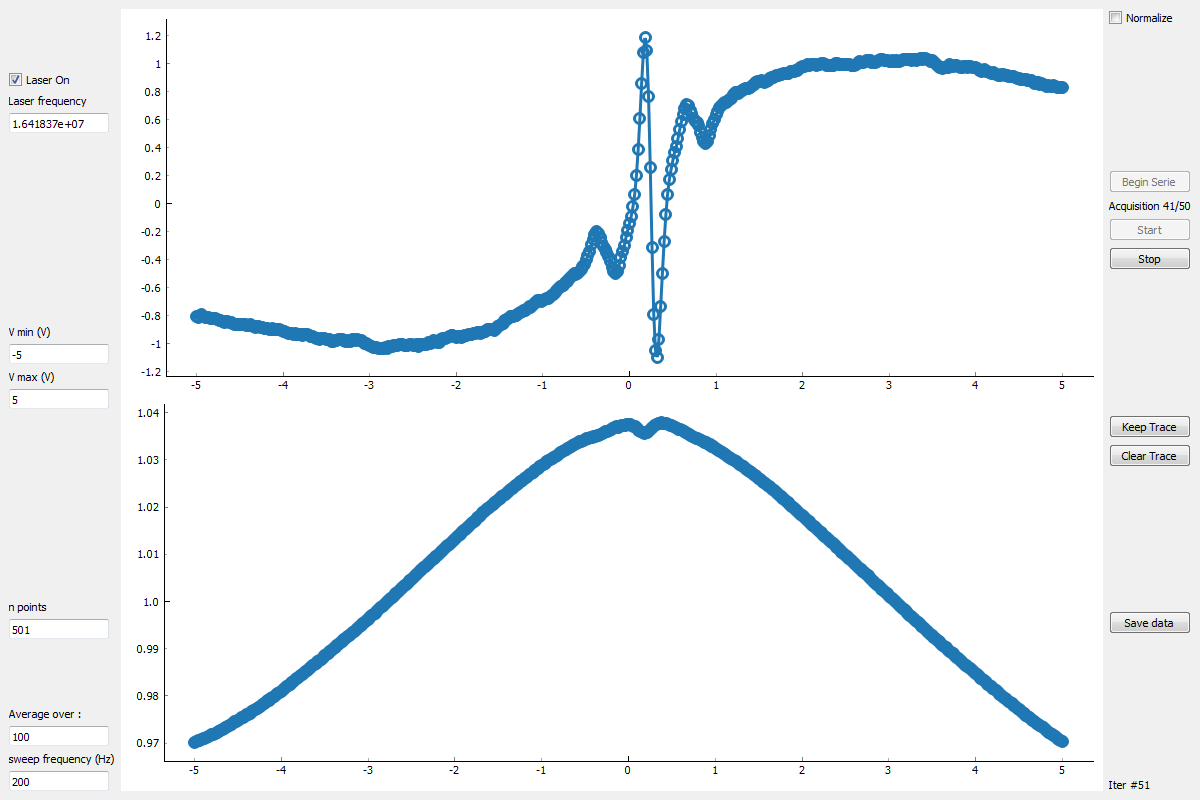 Laser On
Laser frequency
1.641837e+07
V min (V)
-5
V max (V)
5
n points
501
Average over :
100
sweep frequency (Hz)
200
1.2
1
0.8
0.6
0.4
0.2
0
-0.2
-0.4
-0.6
-0.8
-1
-1.2
-5 -4 -3 -2 -1 0 1 2 3 4 5
1.04
1.03
1.02
1.01
1.0
0.99
0.98
0.97
-5 -4 -3 -2 -1 0 1 2 3 4 5
Normalize
Begin Serie
Acquisition 41/50
Start
Stop
Keep Trace
Clear Trace
Save data
Iter #51